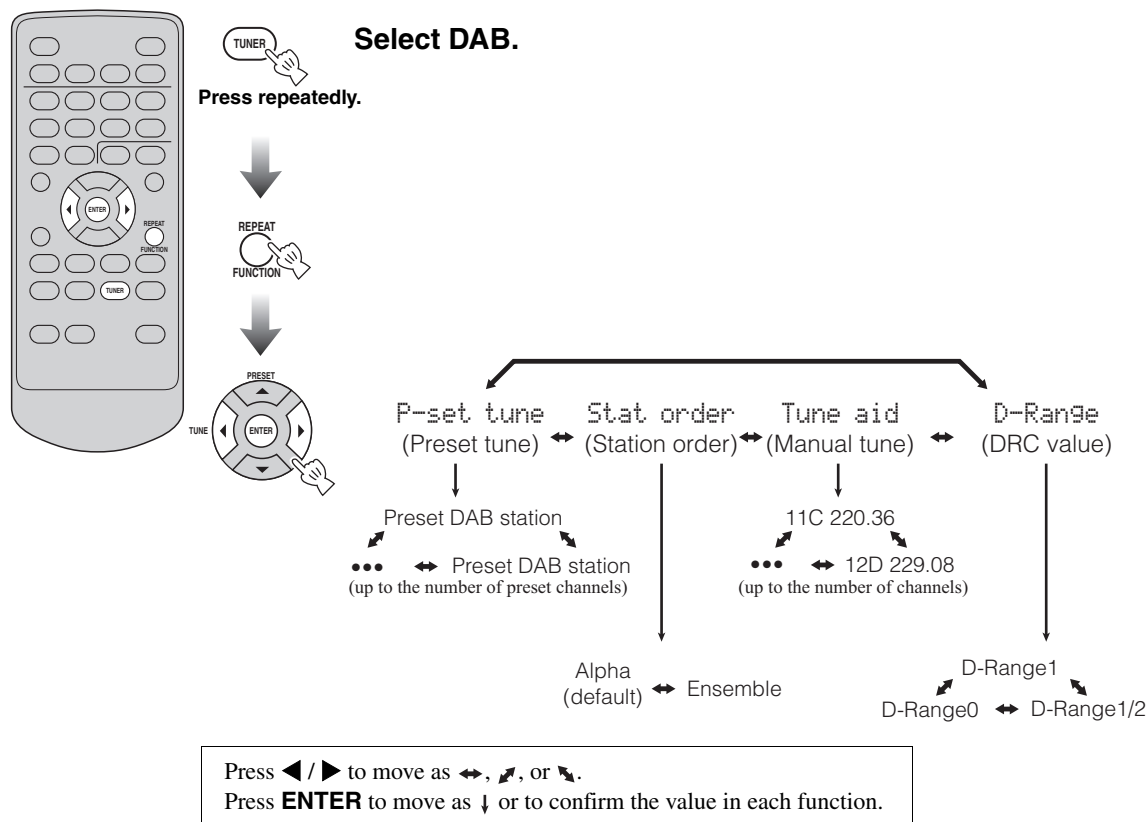 TUNER
Select DAB.
Press repeatedly.
ENTER
REPEAT
FUNCTION
TUNER
REPEAT
FUNCTION
PRESET
TUNE
ENTER
P-set tune ↔ Stat order ↔ Tune aid ↔ D-Range
(Preset tune) (Station order) (Manual tune) (DRC value)
Preset DAB station
●●● ↔ Preset DAB station
(up to the number of preset channels)
11C 220.36
●●● ↔ 12D 229.08
(up to the number of channels)
Alpha
(default) ↔ Ensemble
D-Range1
D-Range0 ↔ D-Range1/2
Press ◀ / ▶ to move as ↔, ⤢, or ⤡.
Press ENTER to move as ↓ or to confirm the value in each function.